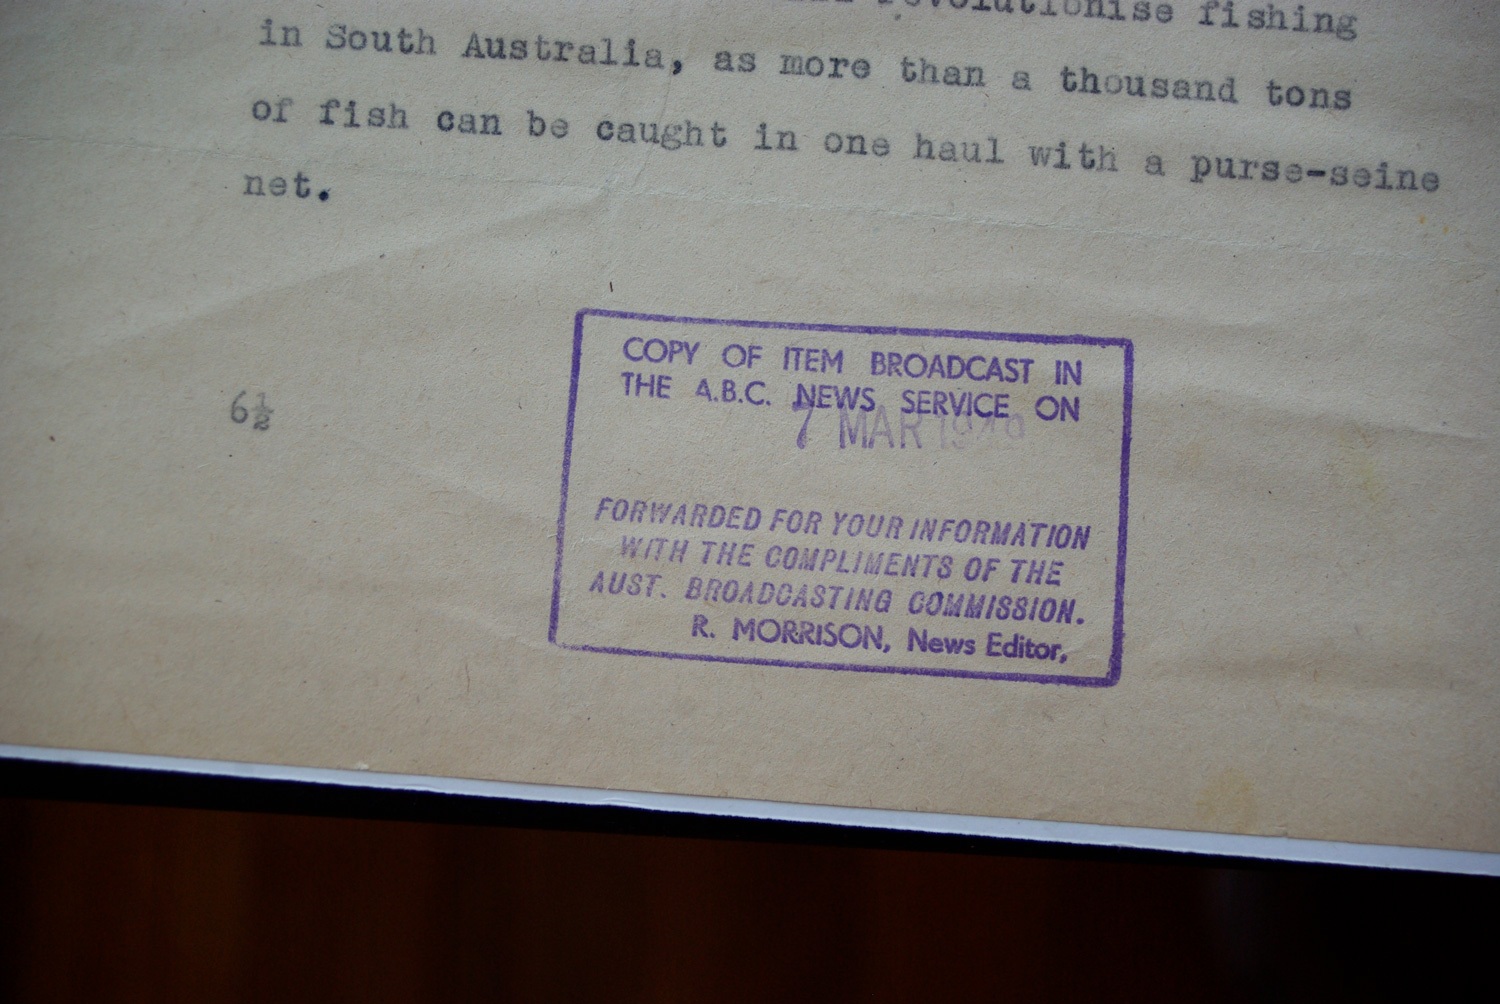 revolutionise fishing
in South Australia, as more than a thousand tons
of fish can be caught in one haul with a purse-seine
net.
6½
COPY OF ITEM BROADCAST IN
THE A.B.C. NEWS SERVICE ON
7 MAR
FORWARDED FOR YOUR INFORMATION
WITH THE COMPLIMENTS OF THE
AUST. BROADCASTING COMMISSION.
R. MORRISON, News Editor,